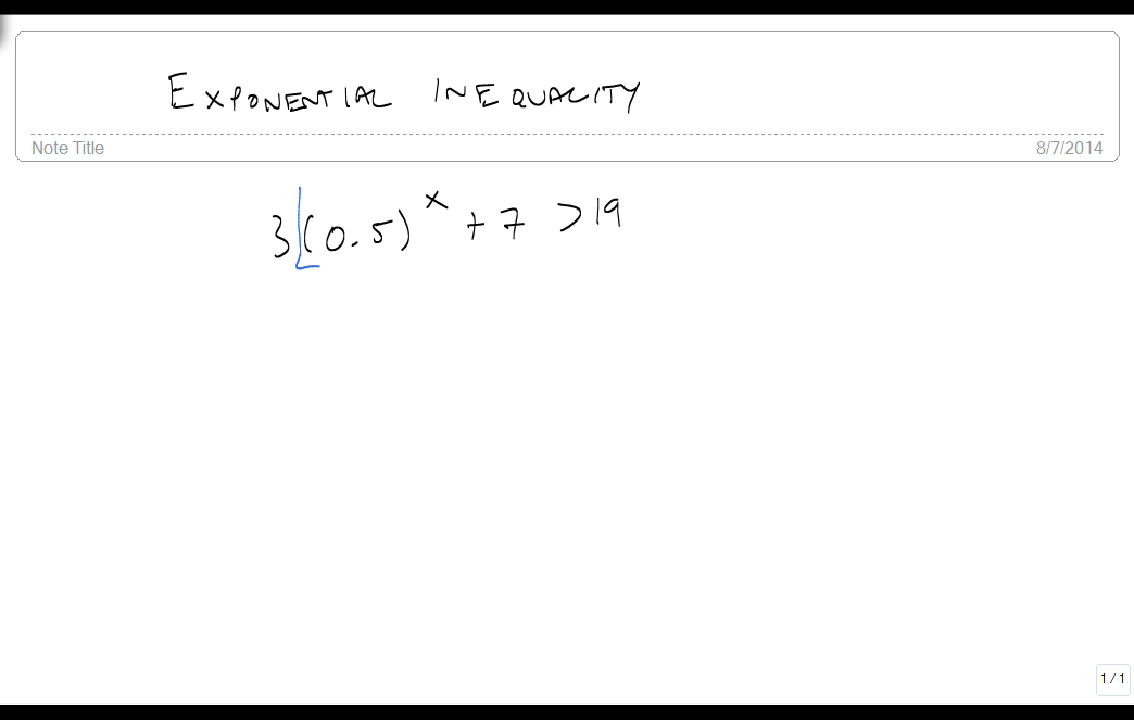 EXPONENTIAL INEQUALITY
Note Title
8/7/2014
3(0.5)^x + 7 > 19
1/1